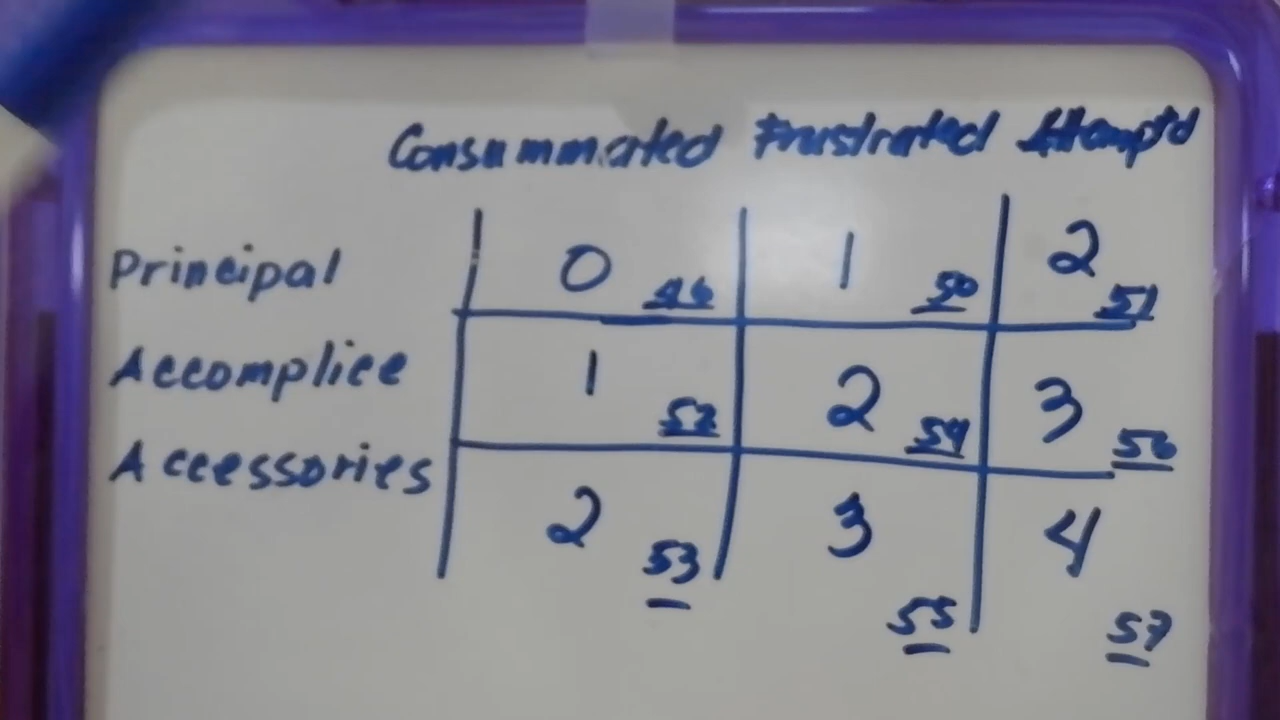 Consummated Frustrated Attempt'd
Principal 0 46 1 50 2 51
Accomplice 1 52 2 54 3 56
Accessories 2 53 3 55 4 57